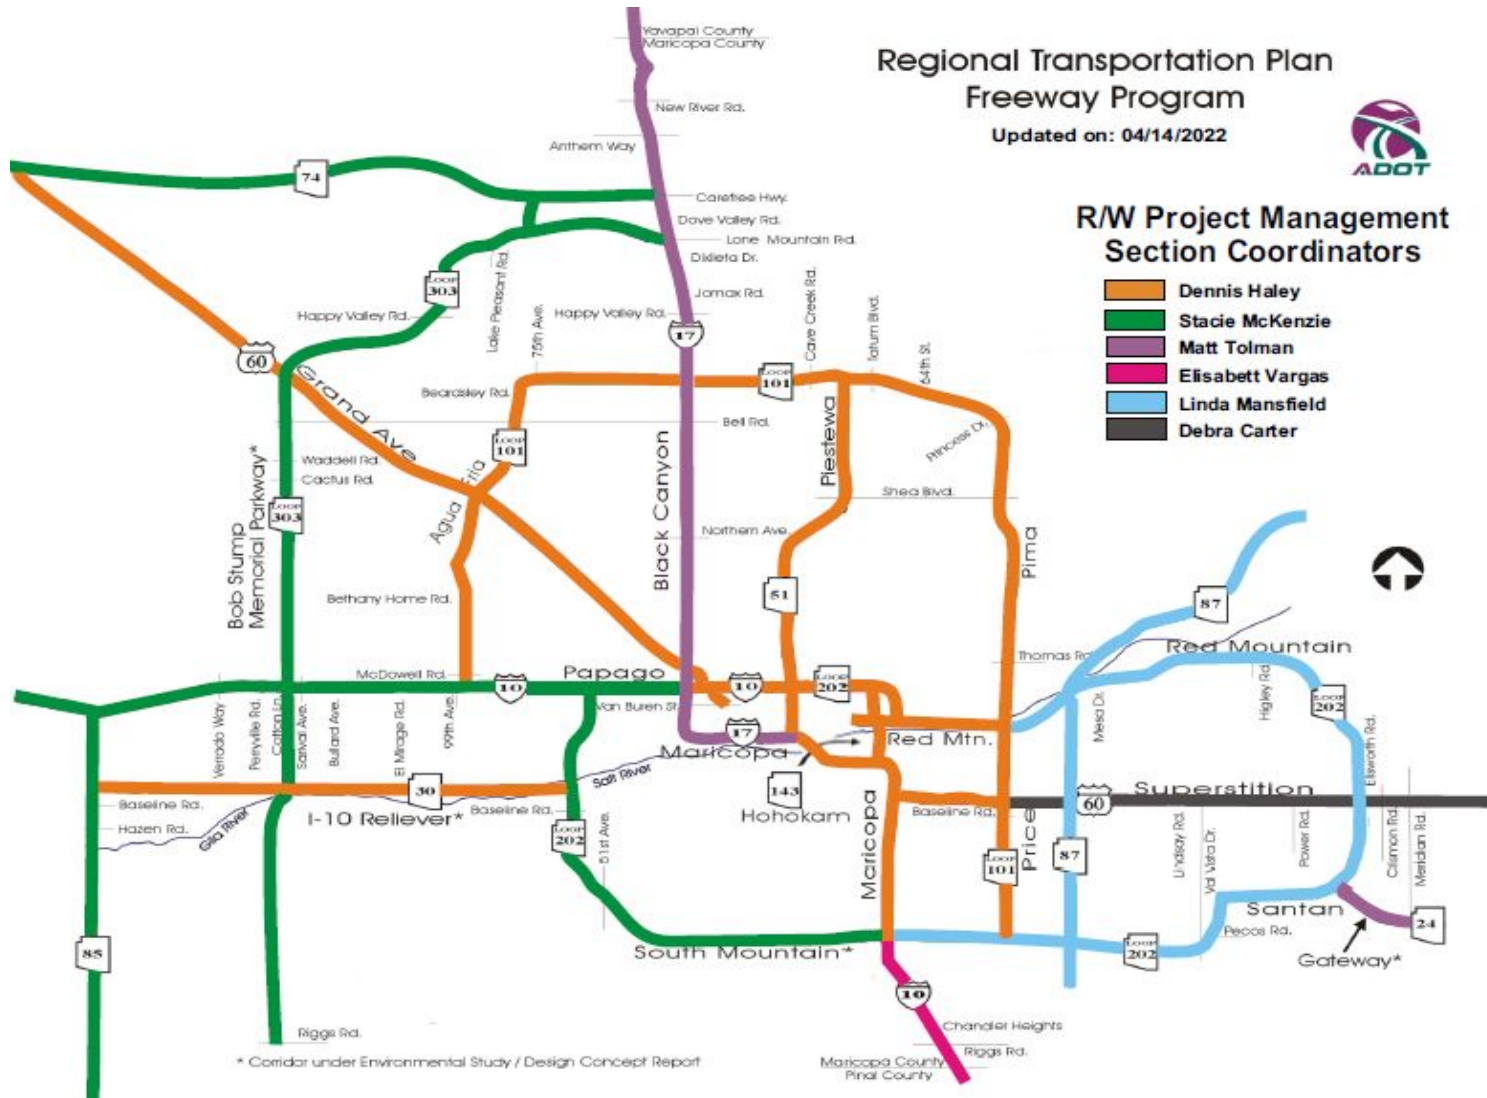 Yavapai County
Maricopa County
Regional Transportation Plan
Freeway Program
Updated on: 04/14/2022
ADOT
New River Rd.
Anthem Way
74
Carefree Hwy.
Dove Valley Rd.
Lone Mountain Rd.
Dixileta Dr.
R/W Project Management
Section Coordinators
Dennis Haley
Stacie McKenzie
Matt Tolman
Elisabett Vargas
Linda Mansfield
Debra Carter
LOOP
303
Lake Pleasant Rd.
Jomax Rd.
Happy Valley Rd.
Happy Valley Rd.
75th Ave.
Cave Creek Rd.
Tatum Blvd.
64th St.
17
60
Grand Ave
Beardsley Rd.
LOOP
101
Bell Rd.
LOOP
101
Piestewa
Princess Dr.
Waddell Rd.
Cactus Rd.
Agua Fria
Shea Blvd.
LOOP
303
Bob Stump
Memorial Parkway*
Black Canyon
Northern Ave.
Pima
Bethany Home Rd.
51
87
Thomas Rd
Red Mountain
McDowell Rd.
Papago
10
10
LOOP
202
Van Buren St.
Verrado Way
Perryville Rd.
Cotton Ln.
Sarival Ave.
Bullard Ave.
El Mirage Rd.
99th Ave.
Mesa Dr.
Higley Rd.
LOOP
202
Ellsworth Rd.
17
Maricopa
Red Mtn.
Salt River
30
143
Hohokam
Superstition
60
Baseline Rd.
Hazen Rd.
Gila River
I-10 Reliever*
Baseline Rd.
LOOP
202
51st Ave.
Maricopa
Baseline Rd.
Price
LOOP
101
87
Lindsay Rd.
Val Vista Dr.
Power Rd.
Crismon Rd.
Meridian Rd.
Santan
24
85
South Mountain*
Pecos Rd.
LOOP
202
Gateway*
10
Riggs Rd.
Chandler Heights
Riggs Rd.
* Corridor under Environmental Study / Design Concept Report
Maricopa County
Pinal County